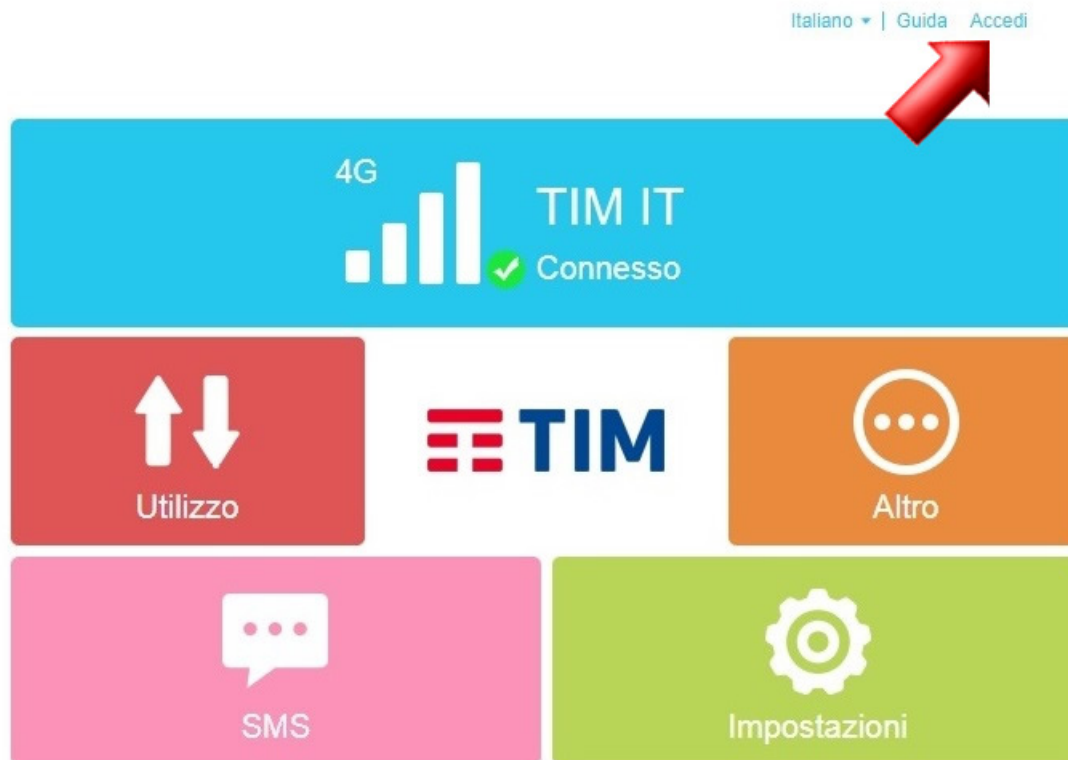 Italiano | Guida Accedi
4G
TIM IT
Connesso
Utilizzo
TIM
Altro
SMS
Impostazioni